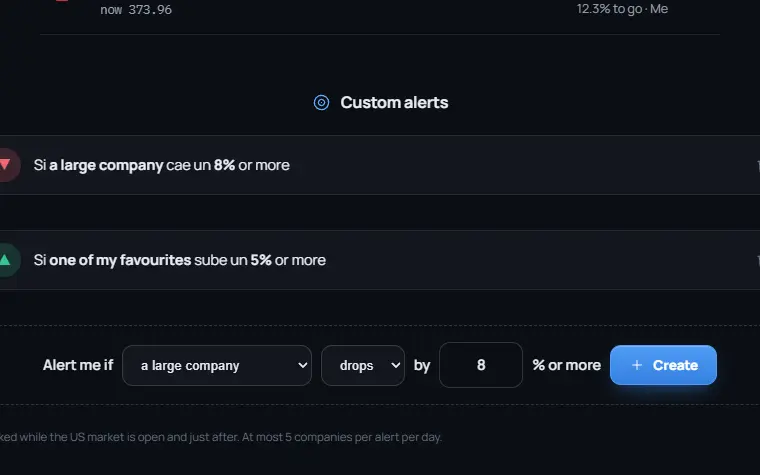 now 373.96
12.3% to go · Me
Custom alerts
Si a large company cae un 8% or more
Si one of my favourites sube un 5% or more
Alert me if a large company drops by 8 % or more + Create
while the US market is open and just after. At most 5 companies per alert per day.